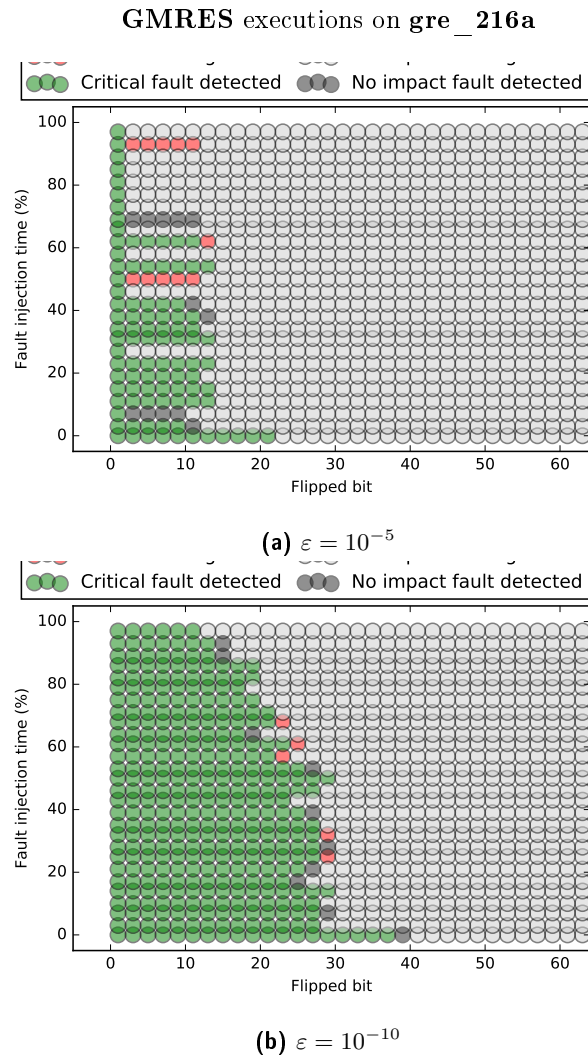 GMRES executions on gre_216a
Critical fault detected No impact fault detected
100
80
60
40
20
0
Fault injection time (%)
0 10 20 30 40 50 60
Flipped bit
(a) ε = 10⁻⁵
Critical fault detected No impact fault detected
100
80
60
40
20
0
Fault injection time (%)
0 10 20 30 40 50 60
Flipped bit
(b) ε = 10⁻¹⁰